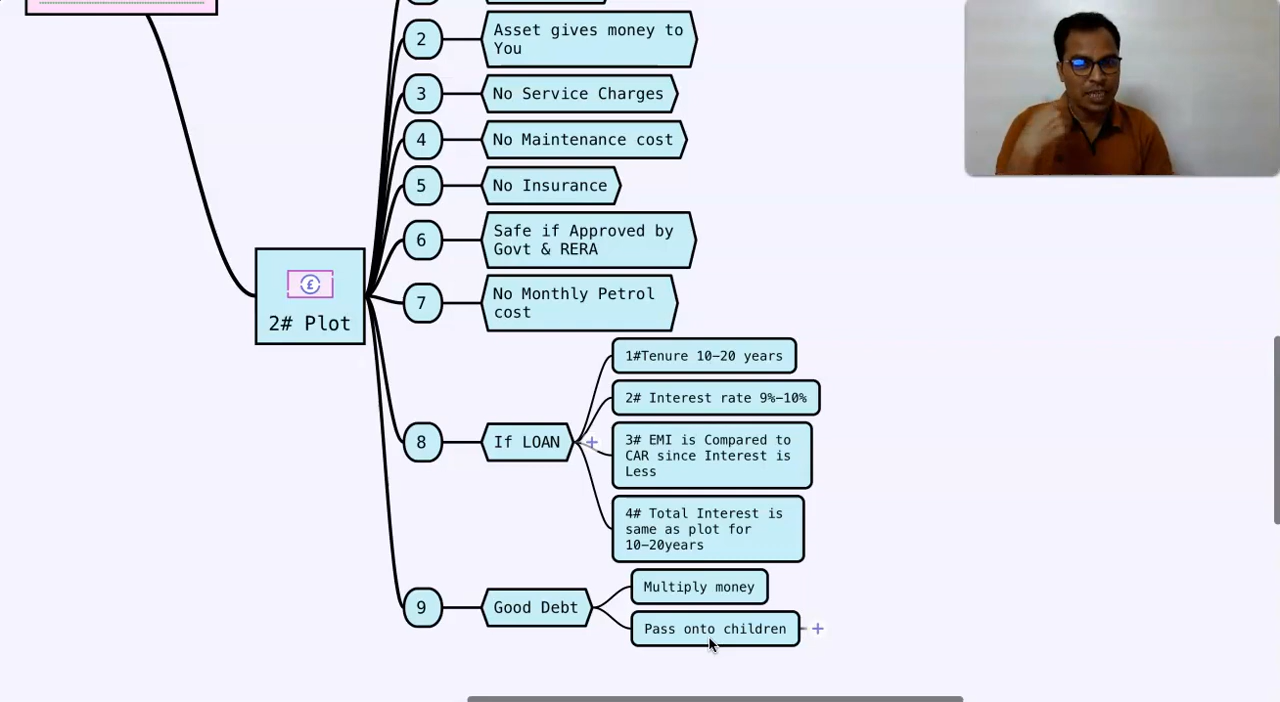 2
Asset gives money to
You
3
No Service Charges
4
No Maintenance cost
5
No Insurance
6
Safe if Approved by
Govt & RERA
7
No Monthly Petrol
cost
£
2# Plot
8
If LOAN
1#Tenure 10-20 years
2# Interest rate 9%-10%
3# EMI is Compared to
CAR since Interest is
Less
4# Total Interest is
same as plot for
10-20years
9
Good Debt
Multiply money
Pass onto children